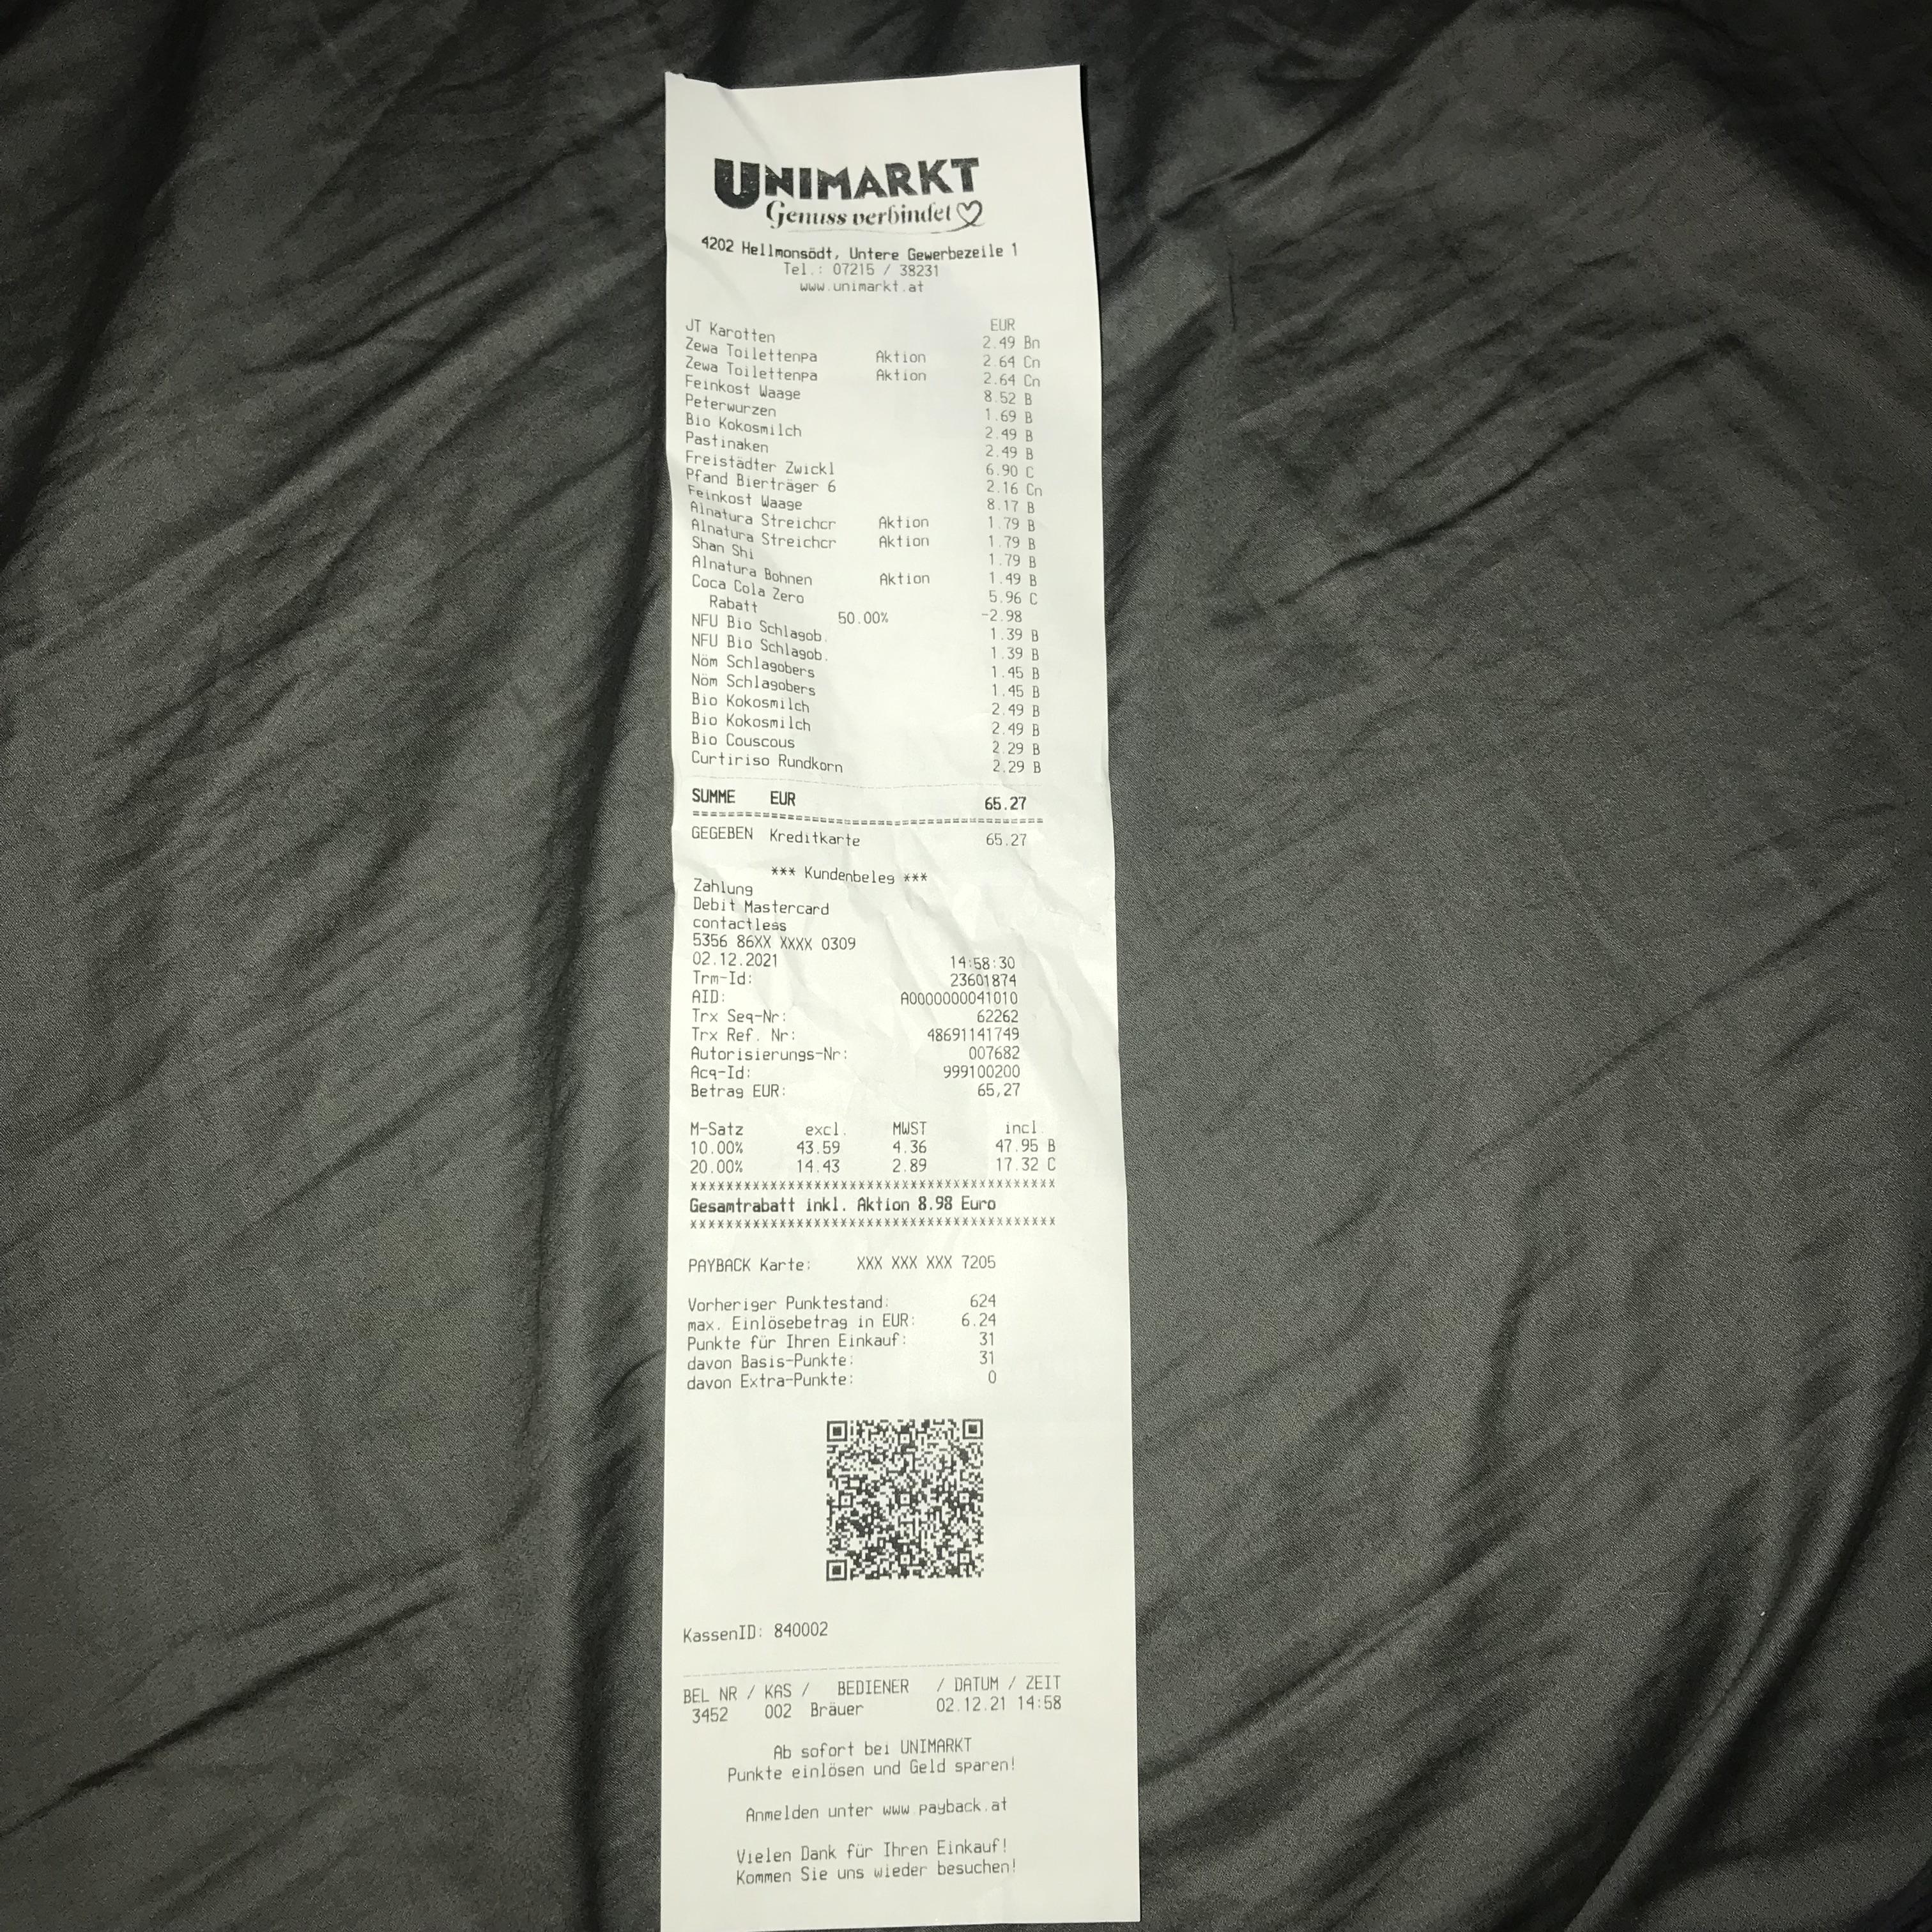 UNIMARKT
Genuss verbindet
4202 Hellmonsödt, Untere Gewerbezeile 1
Tel.: 07215 / 38231
www.unimarkt.at
EUR
JT Karotten 2.49 Bn
Zewa Toilettenpa Aktion 2.64 Cn
Zewa Toilettenpa Aktion 2.64 Cn
Feinkost Waage 8.52 B
Peterwurzen 1.69 B
Bio Kokosmilch 2.49 B
Pastinaken 2.49 B
Freistädter Zwickl 6.90 C
Pfand Bierträger 6 2.16 Cn
Feinkost Waage 8.17 B
Alnatura Streichcr Aktion 1.79 B
Alnatura Streichcr Aktion 1.79 B
Shan Shi 1.79 B
Alnatura Bohnen Aktion 1.49 B
Coca Cola Zero 5.96 C
Rabatt 50.00% -2.98
NFU Bio Schlagob. 1.39 B
NFU Bio Schlagob. 1.39 B
Nöm Schlagobers 1.45 B
Nöm Schlagobers 1.45 B
Bio Kokosmilch 2.49 B
Bio Kokosmilch 2.49 B
Bio Couscous 2.29 B
Curtiriso Rundkorn 2.29 B
SUMME EUR 65.27
========================================
GEGEBEN Kreditkarte 65.27
*** Kundenbeleg ***
Zahlung
Debit Mastercard
contactless
5356 86XX XXXX 0309
02.12.2021 14:58:30
Trm-Id: 23601874
AID: A0000000041010
Trx Seq-Nr: 62262
Trx Ref. Nr: 48691141749
Autorisierungs-Nr: 007682
Acq-Id: 999100200
Betrag EUR: 65,27
M-Satz excl. MWST incl.
10.00% 43.59 4.36 47.95 B
20.00% 14.43 2.89 17.32 C
xxxxxxxxxxxxxxxxxxxxxxxxxxxxxxxxxxxxxxxxx
Gesamtrabatt inkl. Aktion 8.98 Euro
xxxxxxxxxxxxxxxxxxxxxxxxxxxxxxxxxxxxxxxxx
PAYBACK Karte: XXX XXX XXX 7205
Vorheriger Punktestand: 624
max. Einlösebetrag in EUR: 6.24
Punkte für Ihren Einkauf: 31
davon Basis-Punkte: 31
davon Extra-Punkte: 0
KassenID: 840002
BEL NR / KAS / BEDIENER / DATUM / ZEIT
3452 002 Bräuer 02.12.21 14:58
Ab sofort bei UNIMARKT
Punkte einlösen und Geld sparen!
Anmelden unter www.payback.at
Vielen Dank für Ihren Einkauf!
Kommen Sie uns wieder besuchen!